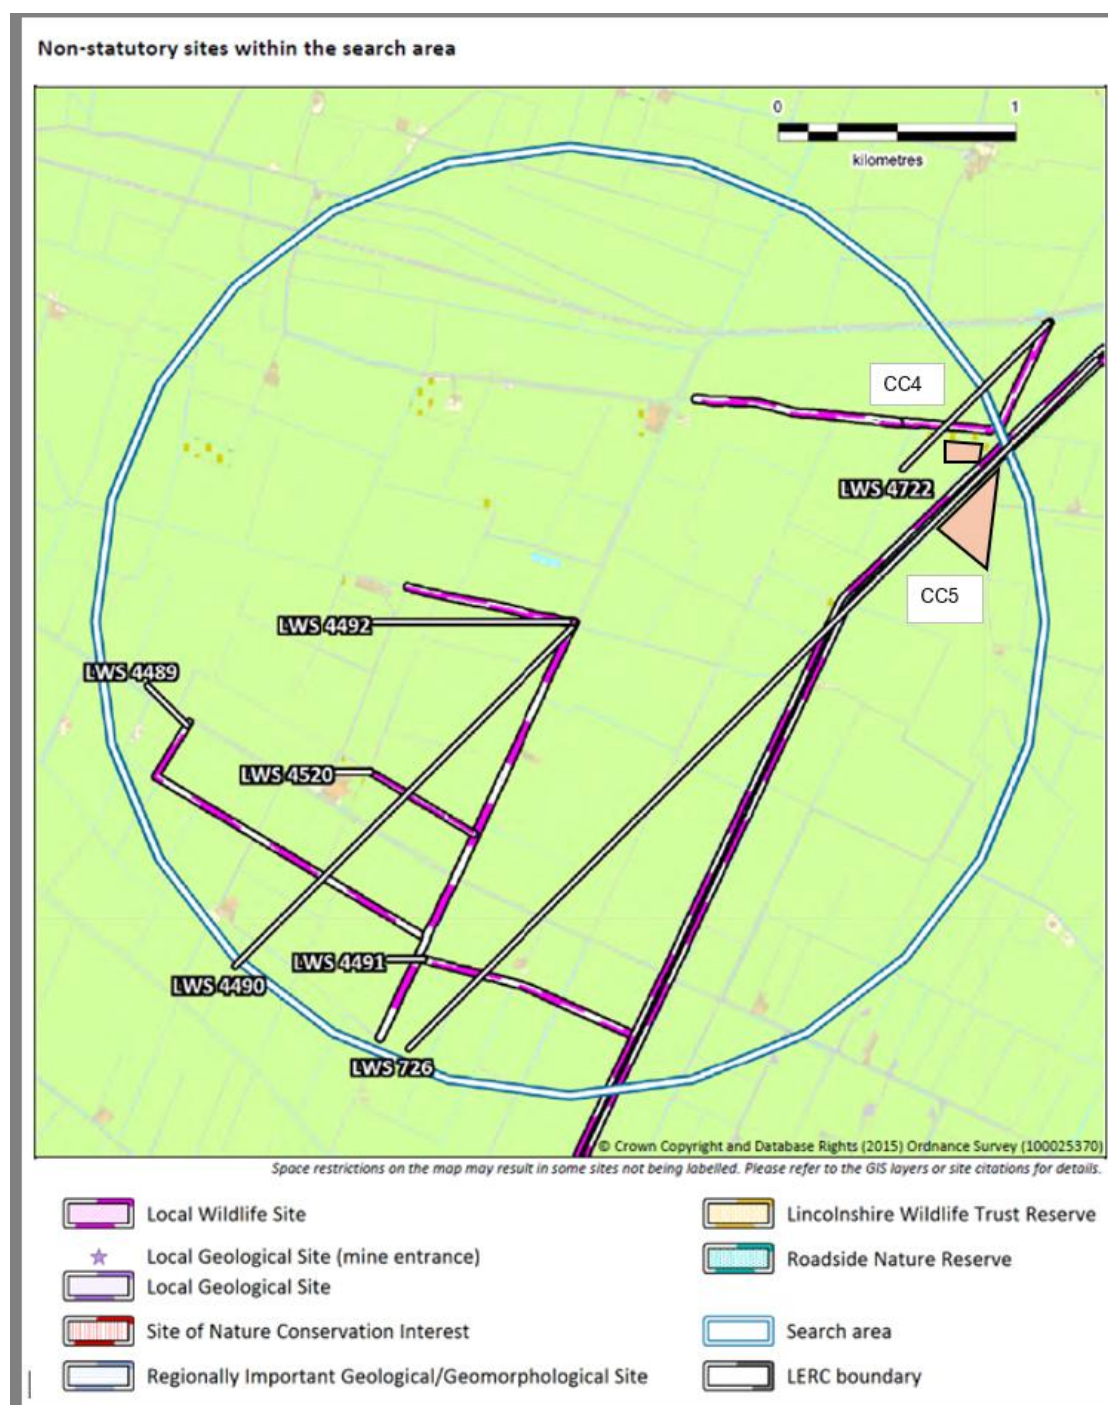 Non-statutory sites within the search area
0 1
kilometres
CC4
LWS 4722
CC5
LWS 4492
LWS 4489
LWS 4520
LWS 4491
LWS 4490
LWS 726
© Crown Copyright and Database Rights (2015) Ordnance Survey (100025370)
Space restrictions on the map may result in some sites not being labelled. Please refer to the GIS layers or site citations for details.
Local Wildlife Site
Local Geological Site (mine entrance)
Local Geological Site
Site of Nature Conservation Interest
Regionally Important Geological/Geomorphological Site
Lincolnshire Wildlife Trust Reserve
Roadside Nature Reserve
Search area
LERC boundary